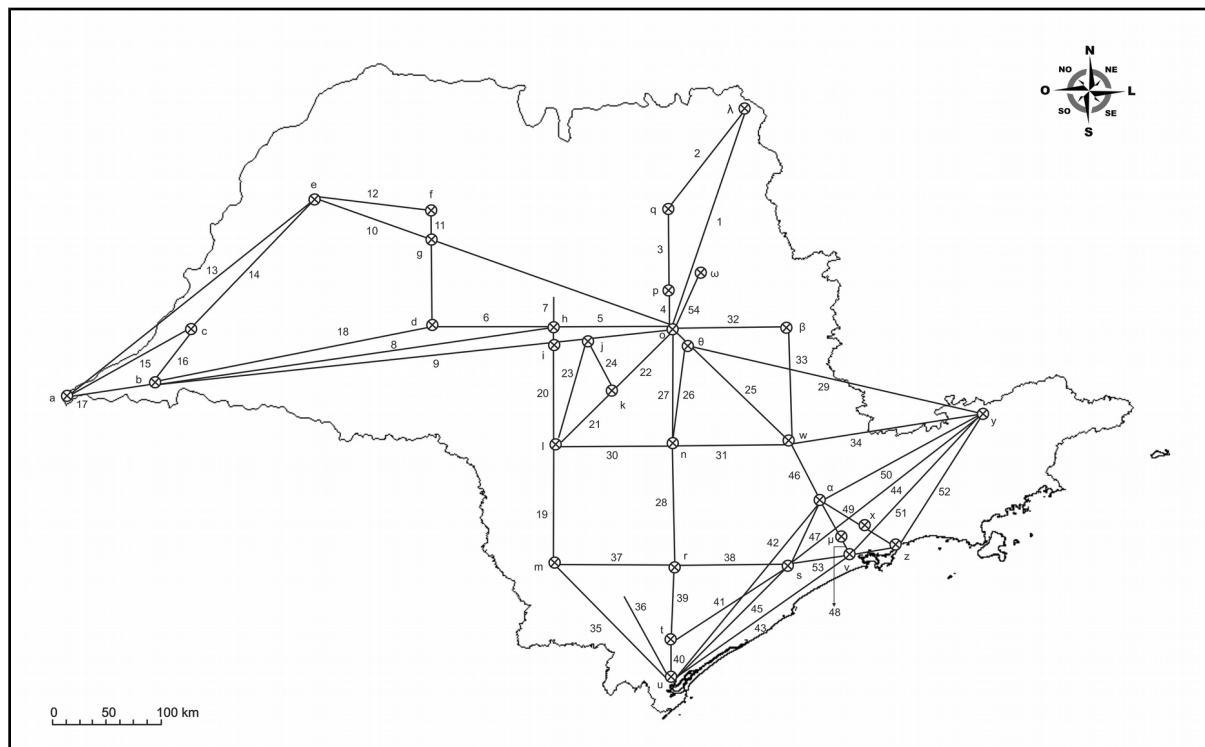 N
NO NE
O L
SO SE
S
λ
2
e
12
f
q
1
11
10
g
3
ω
13
14
p
54
7
4
c
18
d
6
h
5
o
32
β
8
i
j
θ
15
16
9
24
33
b
23
22
29
a
17
20
k
27
26
25
21
y
l
30
n
31
w
34
46
50
α
44
52
19
28
49
x
51
42
47
μ
m
37
r
38
s
53
v
z
39
41
48
36
45
35
t
43
40
u
0 50 100 km